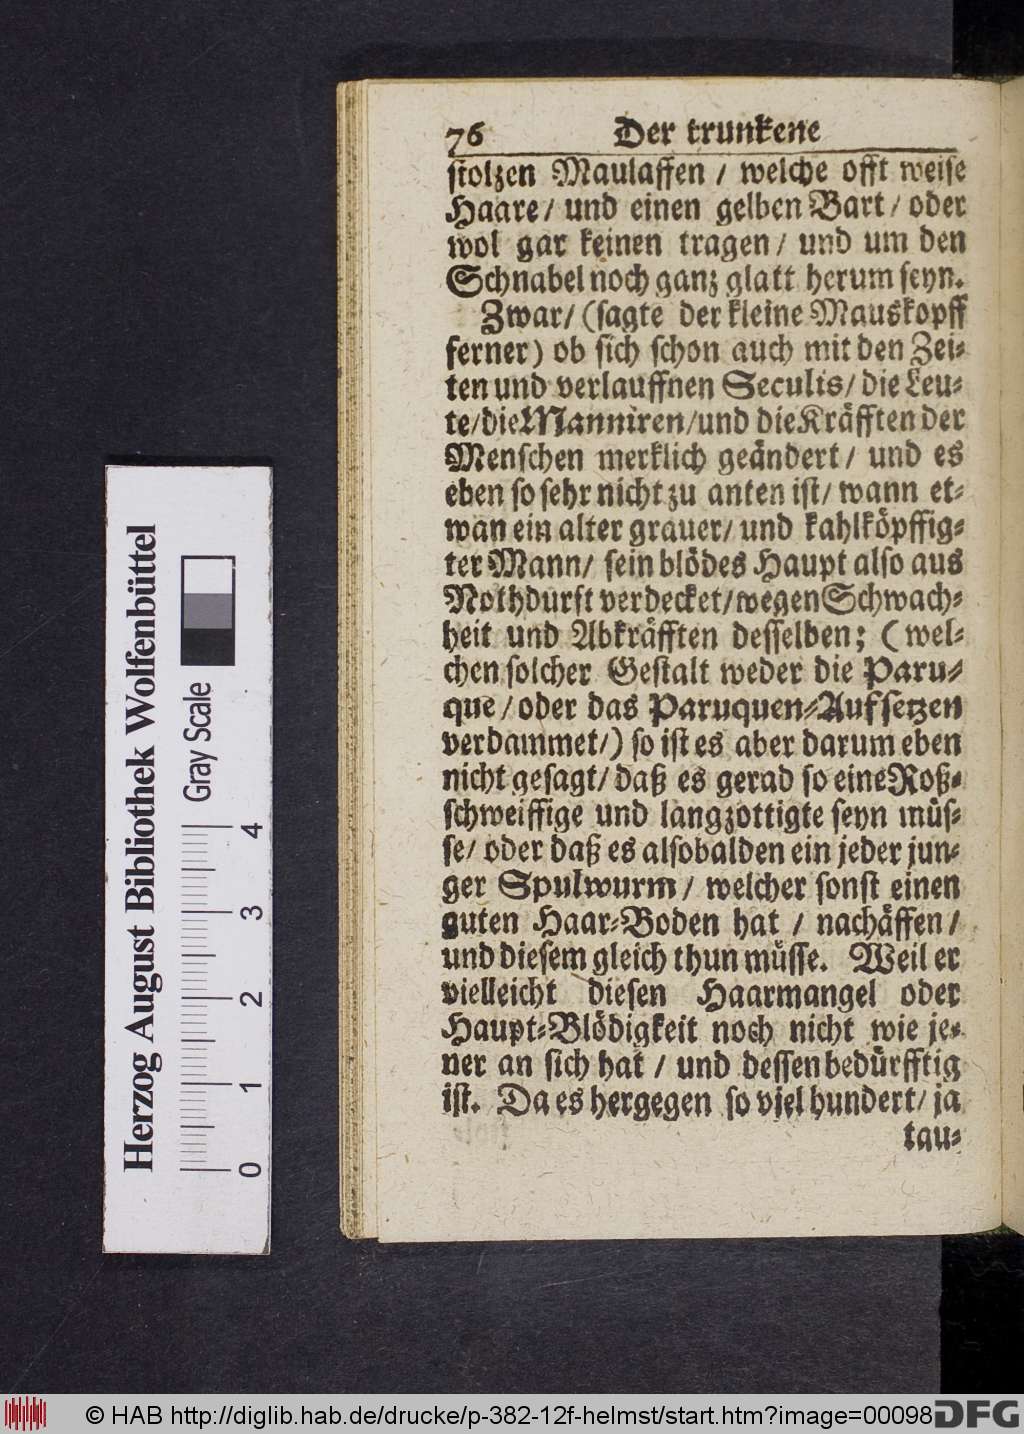 76 Der trunkene
stolzen Maulaffen / welche offt weise
Haare / und einen gelben Bart / oder
wol gar keinen tragen / und um den
Schnabel noch ganz glatt herum seyn.
Zwar / (sagte der kleine Mauskopff
ferner) ob sich schon auch mit den Zei-
ten und verlauffnen Seculis / die Leu-
te / die Manniren / und die Kräfften der
Menschen merklich geändert / und es
eben so sehr nicht zu anten ist / wann et-
wan ein alter grauer / und kahlköpffig-
ter Mann / sein blödes Haupt also aus
Nothdurft verdecket / wegen Schwach-
heit und Abkräfften desselben; (wel-
chen solcher Gestalt weder die Paru-
que / oder das Paruquen-Aufsetzen
verdammet /) so ist es aber darum eben
nicht gesagt / daß es gerad so eine Roß-
schweiffige und langzottigte seyn müs-
se / oder daß es alsobalden ein jeder jun-
ger Spulwurm / welcher sonst einen
guten Haar-Boden hat / nachäffen /
und diesem gleich thun müsse. Weil er
vielleicht diesen Haarmangel oder
Haupt-Blödigkeit noch nicht wie je-
ner an sich hat / und dessen bedürfftig
ist. Da es hergegen so viel hundert / ja
tau-
Herzog August Bibliothek Wolfenbüttel
Gray Scale
0 1 2 3 4
© HAB http://diglib.hab.de/drucke/p-382-12f-helmst/start.htm?image=00098
DFG